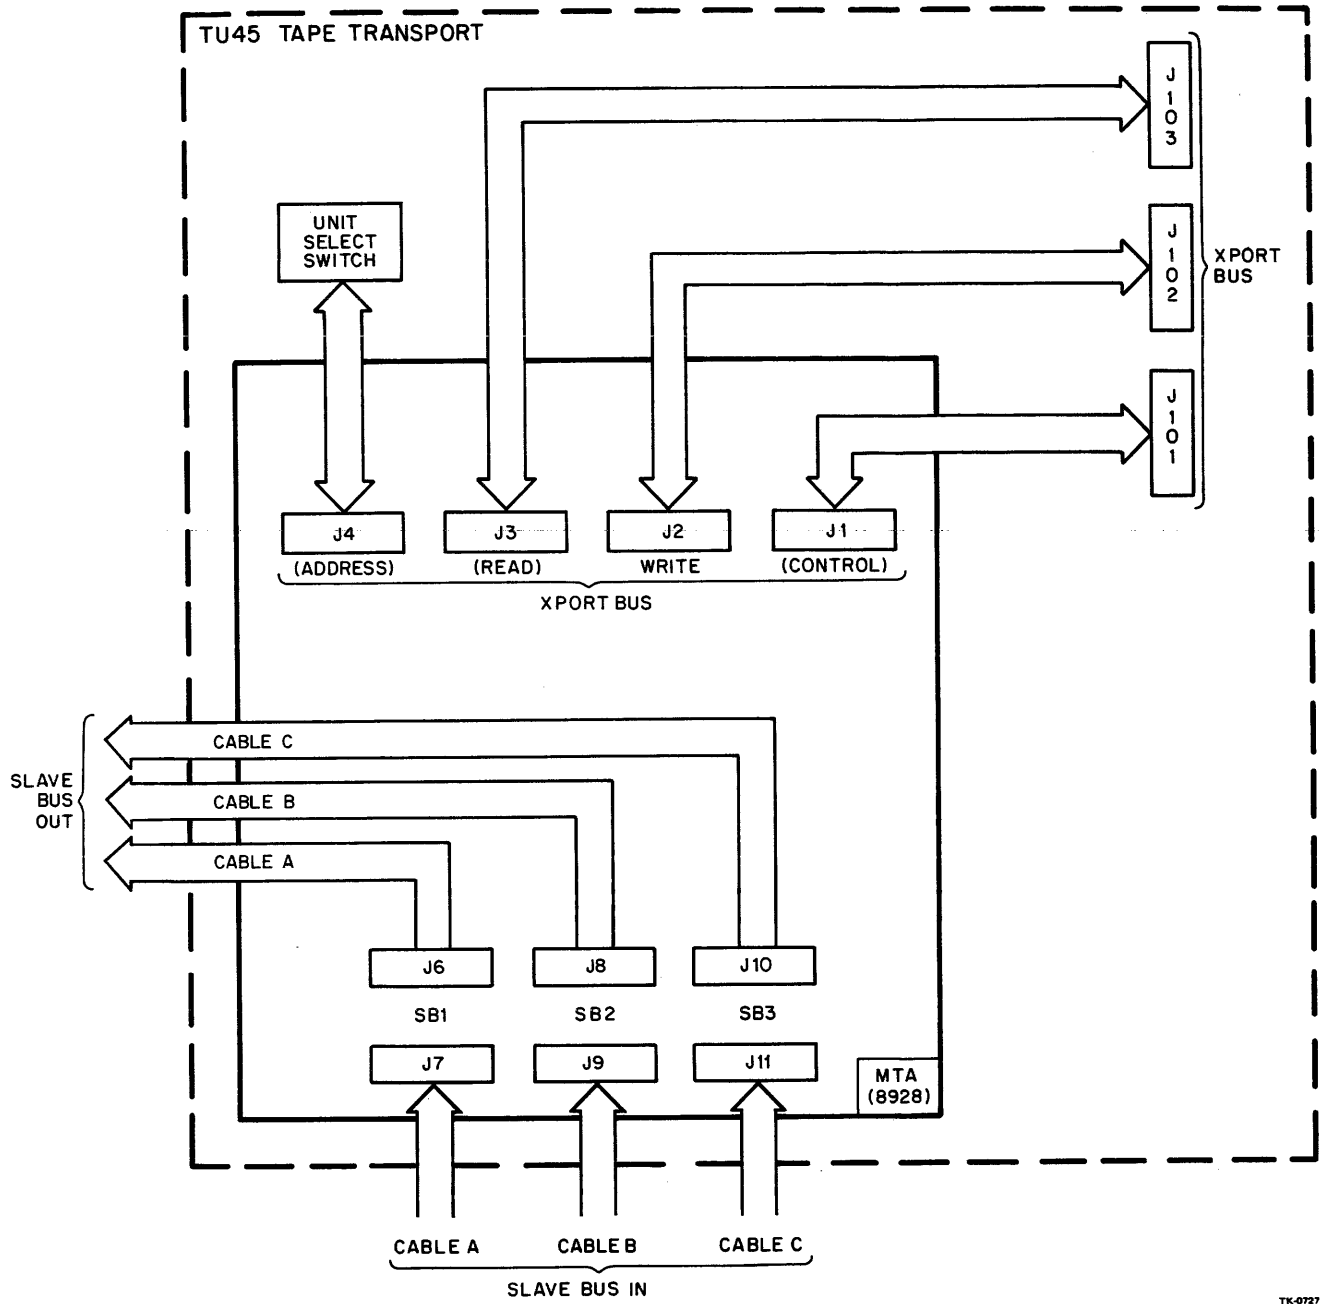 TU45 TAPE TRANSPORT
J
1
0
3
UNIT
SELECT
SWITCH
J
1
0
2
XPORT
BUS
J
1
0
1
J4
J3
J2
J1
(ADDRESS)
(READ)
WRITE
(CONTROL)
XPORT BUS
SLAVE
BUS
OUT
CABLE C
CABLE B
CABLE A
J6
J8
J10
SB1
SB2
SB3
J7
J9
J11
MTA
(8928)
CABLE A
CABLE B
CABLE C
SLAVE BUS IN
TK-0727